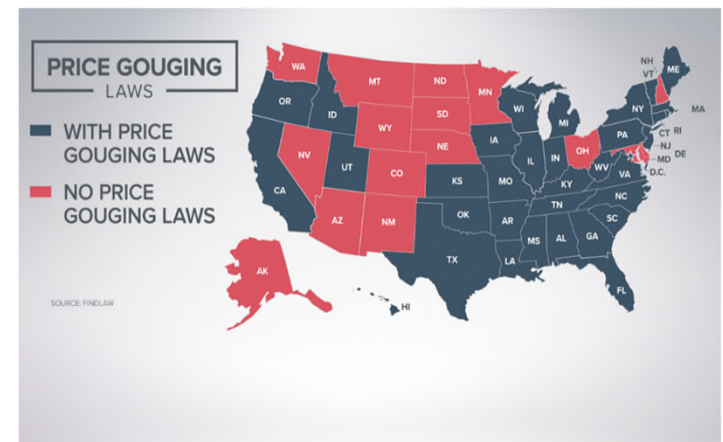 PRICE GOUGING
LAWS
WITH PRICE
GOUGING LAWS
NO PRICE
GOUGING LAWS
SOURCE: FINDLAW
WA
MT
ND
MN
OR
ID
WY
SD
WI
MI
NH
VT
ME
NY
MA
CT RI
NJ
DE
MD
D.C.
NV
UT
CO
NE
IA
IL
IN
OH
PA
WV
VA
CA
AZ
NM
KS
MO
KY
NC
TN
SC
OK
AR
MS
AL
GA
TX
LA
FL
AK
HI